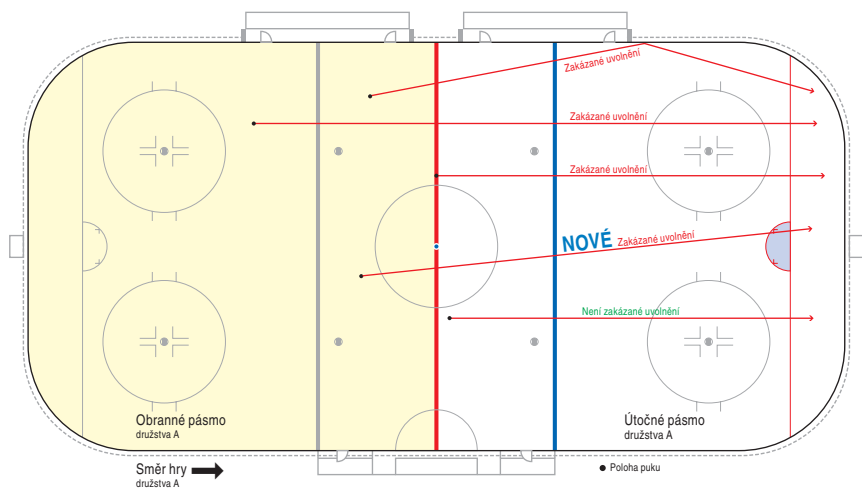 Zakázané uvolnění
Zakázané uvolnění
Zakázané uvolnění
NOVÉ Zakázané uvolnění
Není zakázané uvolnění
Obranné pásmo
družstva A
Útočné pásmo
družstva A
Směr hry
družstva A
Poloha puku